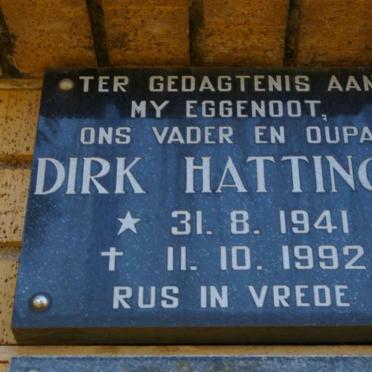 TER GEDAGTENIS AAN
MY EGGENOOT,
ONS VADER EN OUPA
DIRK HATTING
★ 31. 8. 1941
✝ 11. 10. 1992
RUS IN VREDE